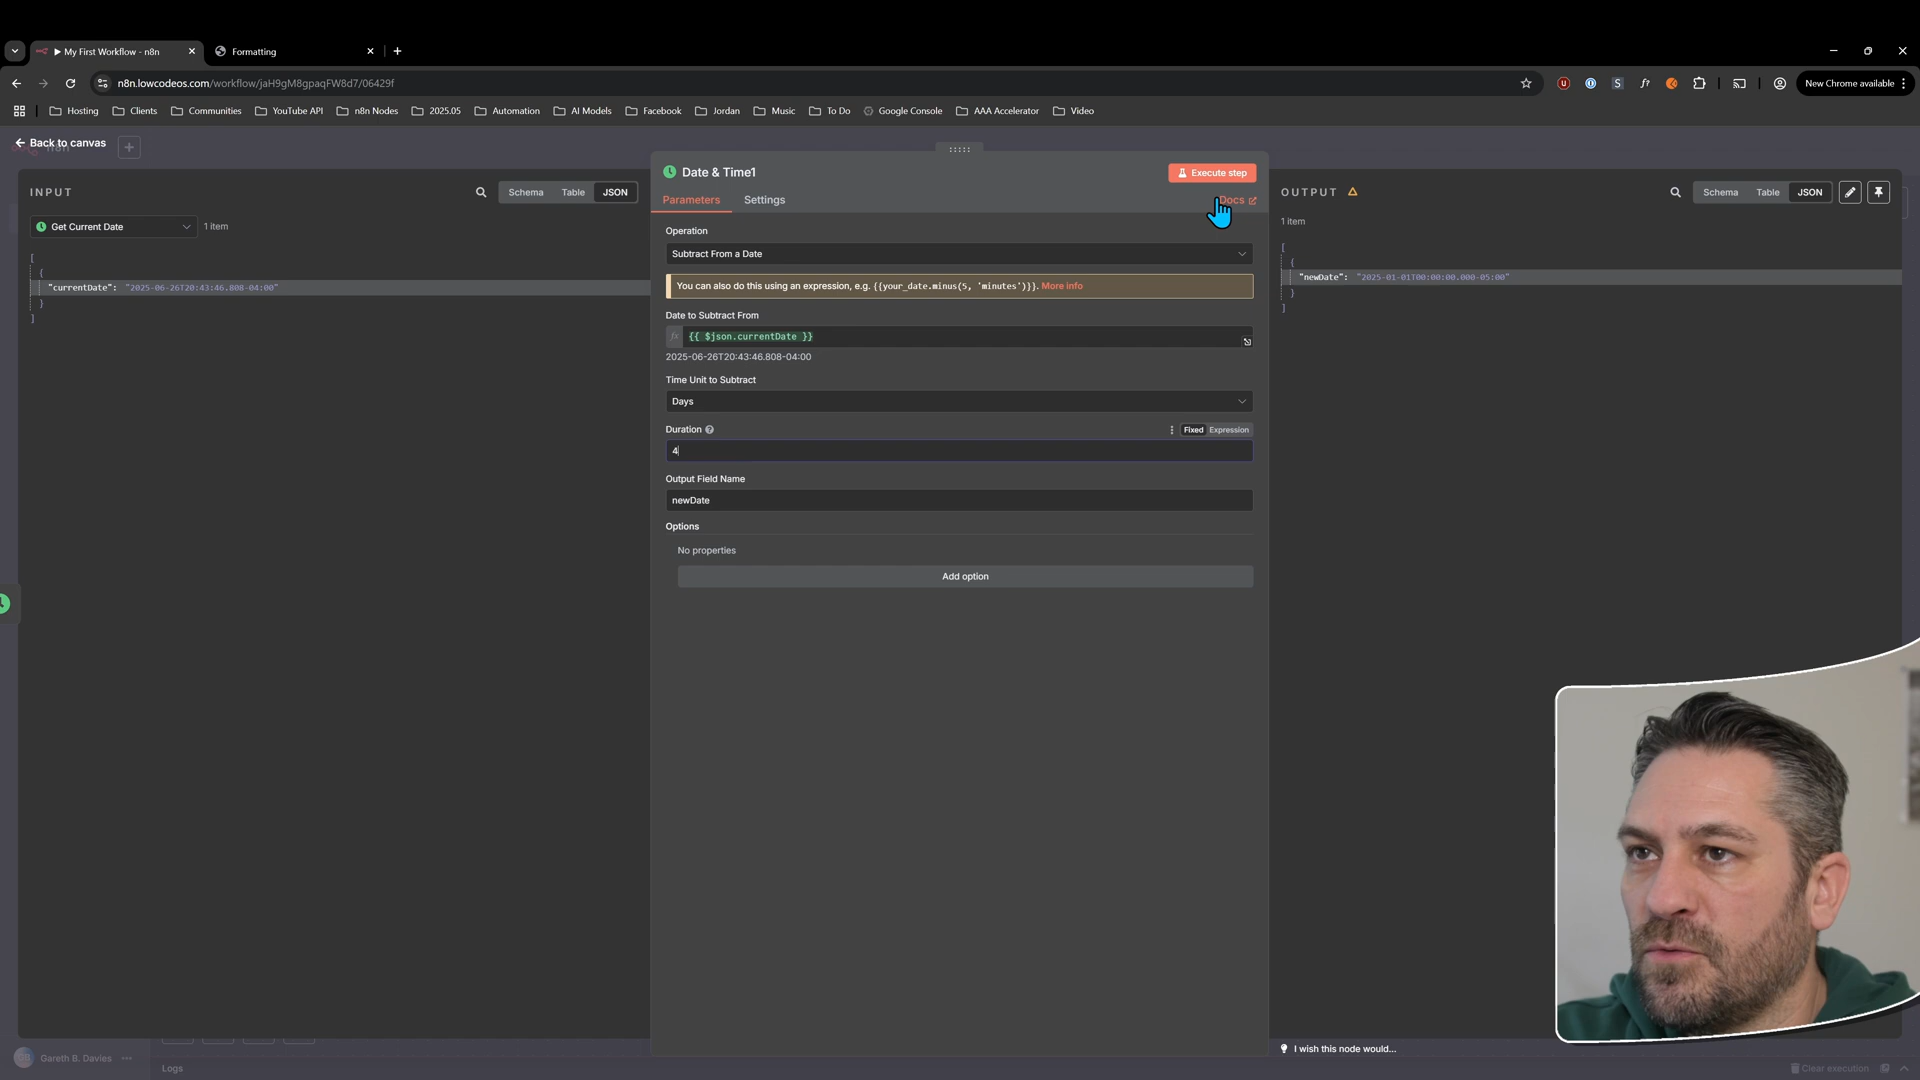 ▶ My First Workflow - n8n
Formatting
n8n.lowcodeos.com/workflow/jaH9gM8gpaqFW8d7/06429f
New Chrome available
Hosting
Clients
Communities
YouTube API
n8n Nodes
2025.05
Automation
AI Models
Facebook
Jordan
Music
To Do
Google Console
AAA Accelerator
Video
Back to canvas
INPUT
Schema
Table
JSON
Get Current Date
1 item
[
{
"currentDate": "2025-06-26T20:43:46.808-04:00"
}
]
Date & Time1
Execute step
Parameters
Settings
Docs
Operation
Subtract From a Date
You can also do this using an expression, e.g. {{your_date.minus(5, 'minutes')}}. More info
Date to Subtract From
fx
{{ $json.currentDate }}
2025-06-26T20:43:46.808-04:00
Time Unit to Subtract
Days
Duration
Fixed
Expression
4
Output Field Name
newDate
Options
No properties
Add option
OUTPUT
Schema
Table
JSON
1 item
[
{
"newDate": "2025-01-01T00:00:00.000-05:00"
}
]
I wish this node would...
Gareth B. Davies
Logs
Clear execution